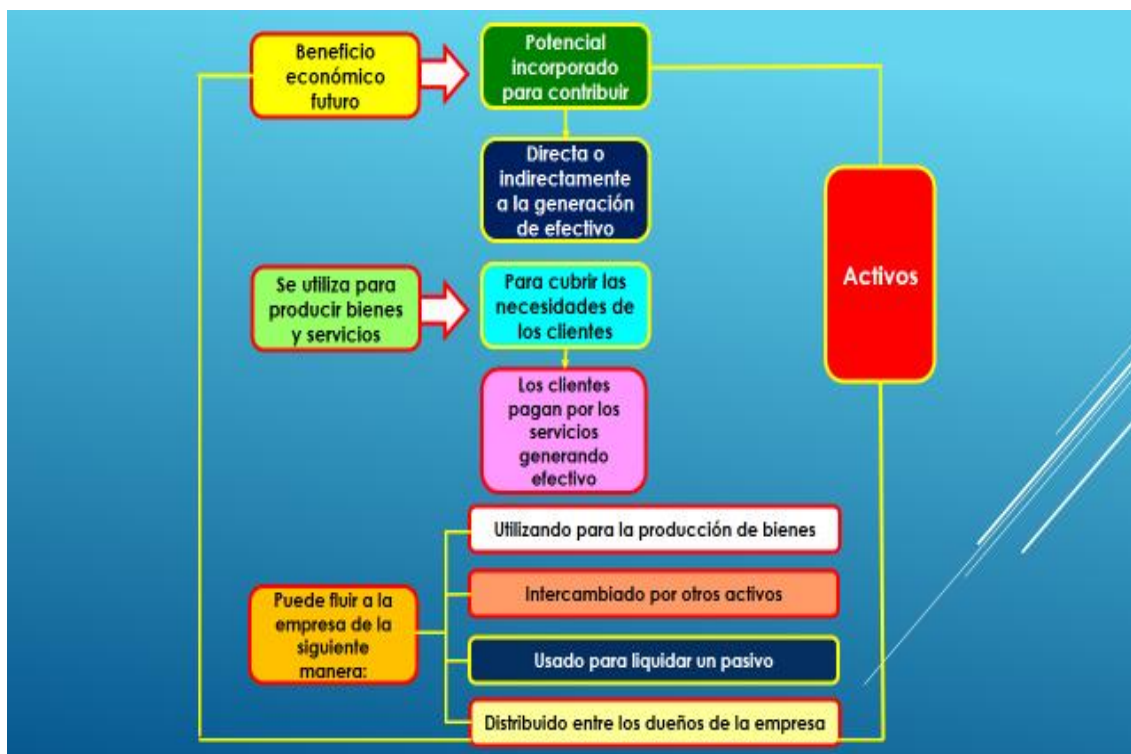 Beneficio
económico
futuro
Potencial
incorporado
para contribuir
Directa o
indirectamente
a la generación
de efectivo
Activos
Se utiliza para
producir bienes
y servicios
Para cubrir las
necesidades de
los clientes
Los clientes
pagan por los
servicios
generando
efectivo
Puede fluir a la
empresa de la
siguiente
manera:
Utilizando para la producción de bienes
Intercambiado por otros activos
Usado para liquidar un pasivo
Distribuido entre los dueños de la empresa